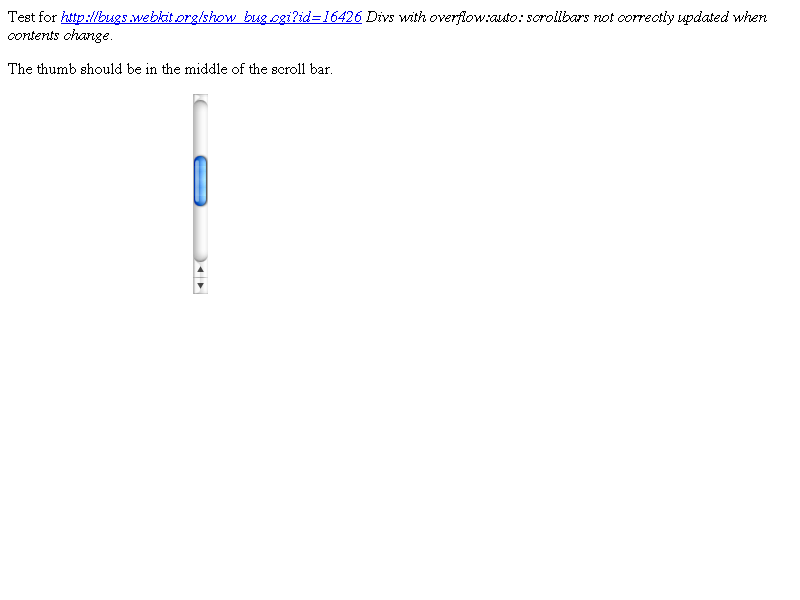 Test for http://bugs.webkit.org/show_bug.cgi?id=16426 Divs with overflow:auto: scrollbars not correctly updated when
contents change.
The thumb should be in the middle of the scroll bar.